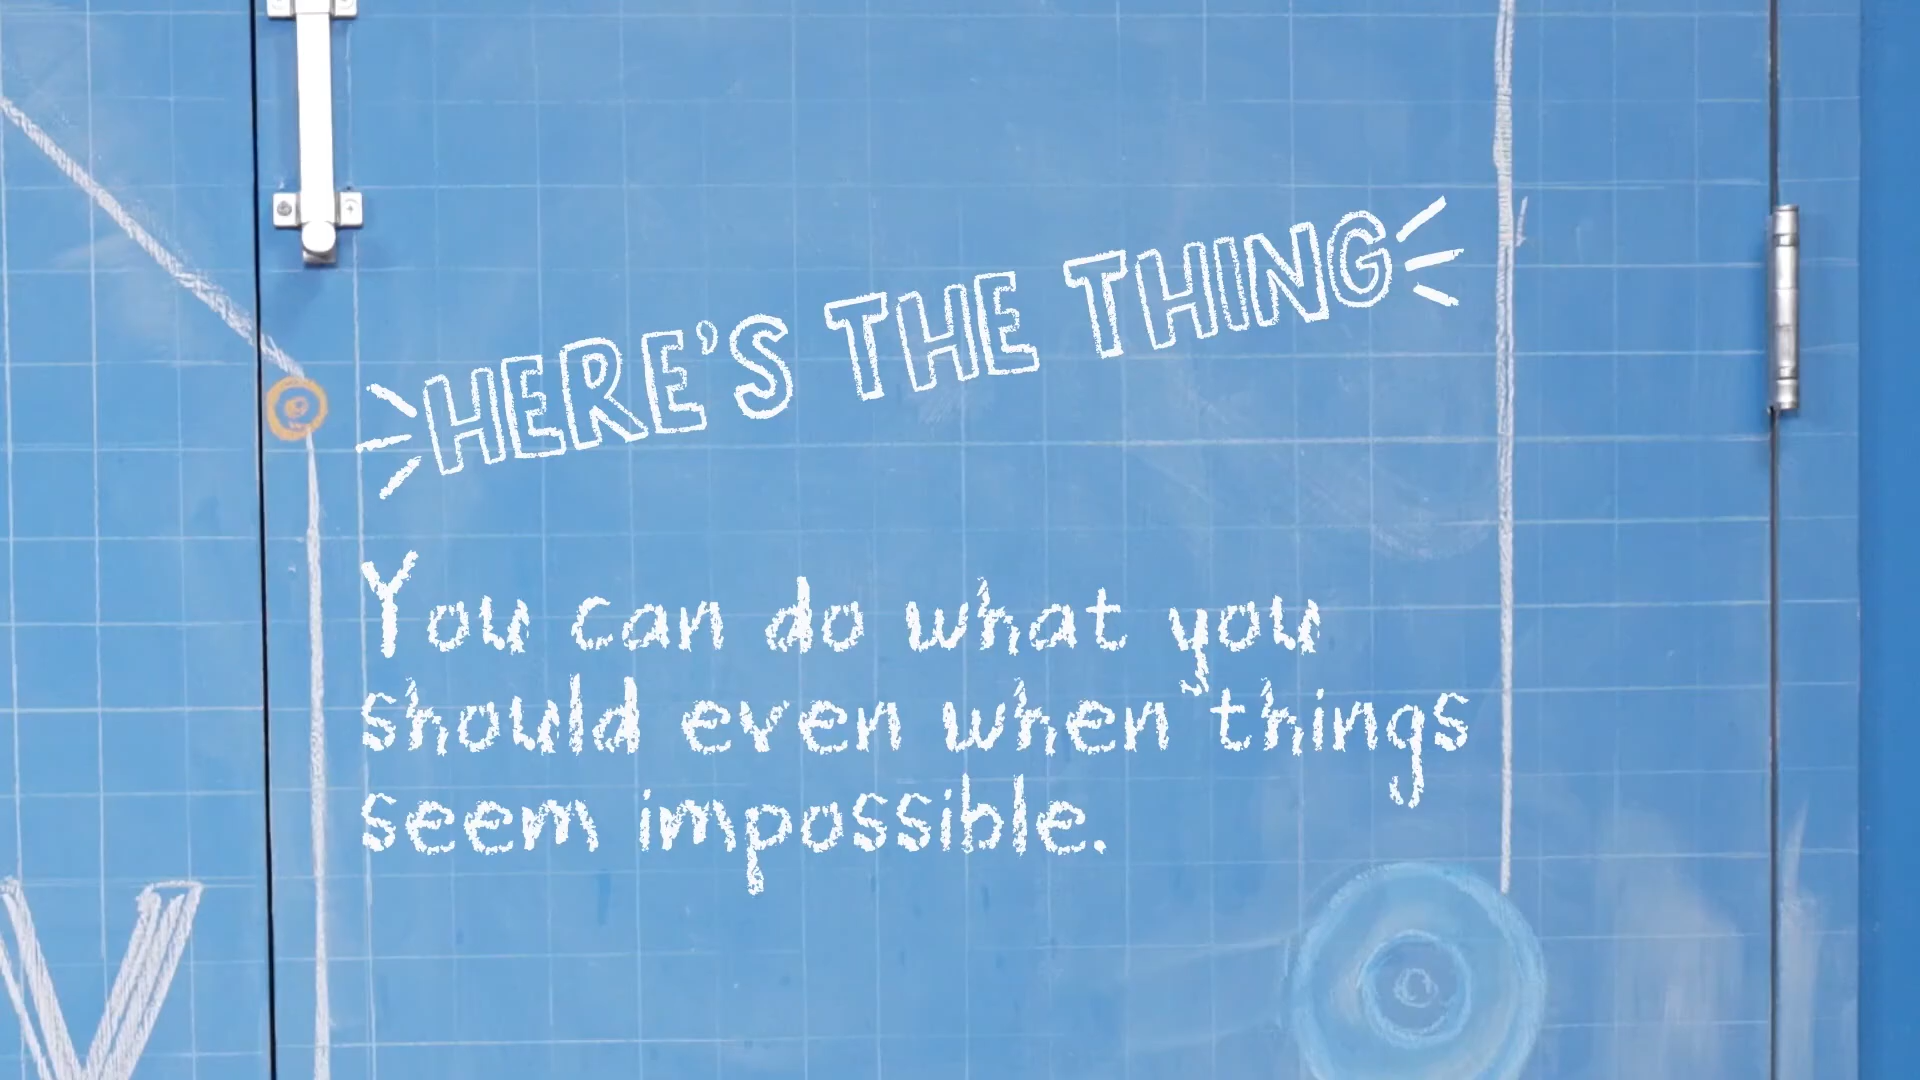 HERE'S THE THING
You can do what you
should even when things
seem impossible.